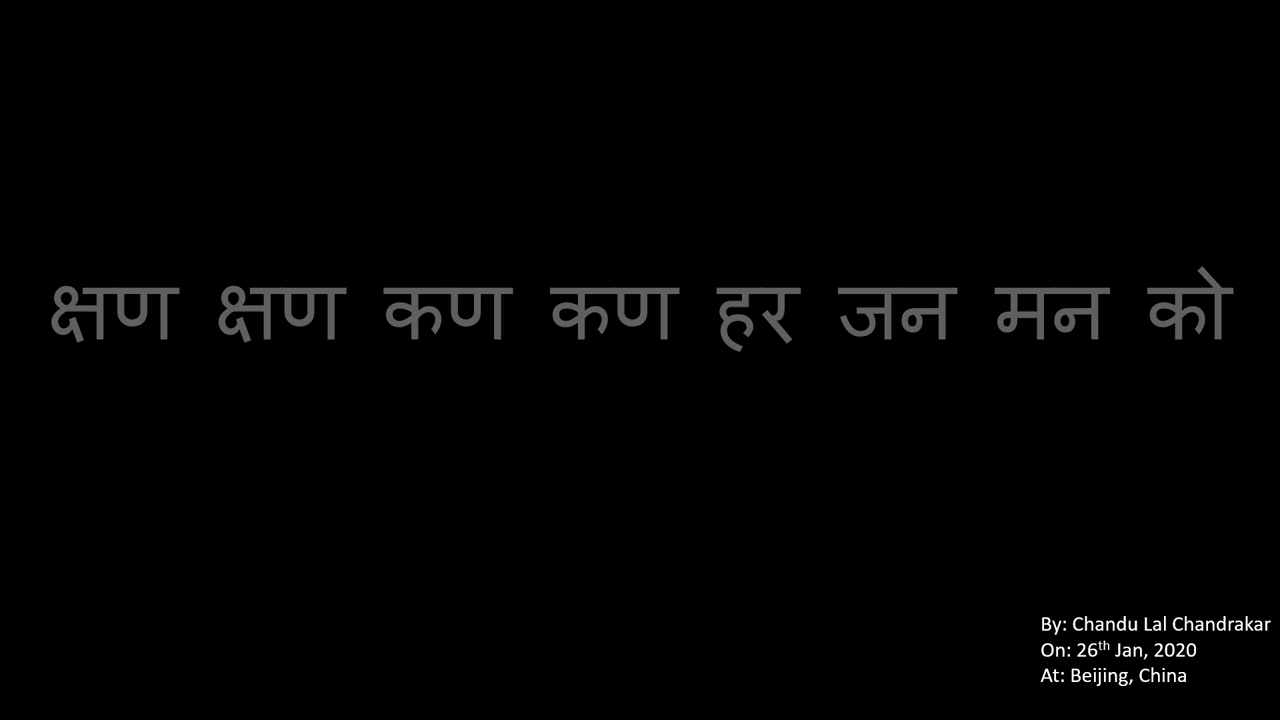 क्षण क्षण कण कण हर जन मन को
By: Chandu Lal Chandrakar
On: 26th Jan, 2020
At: Beijing, China